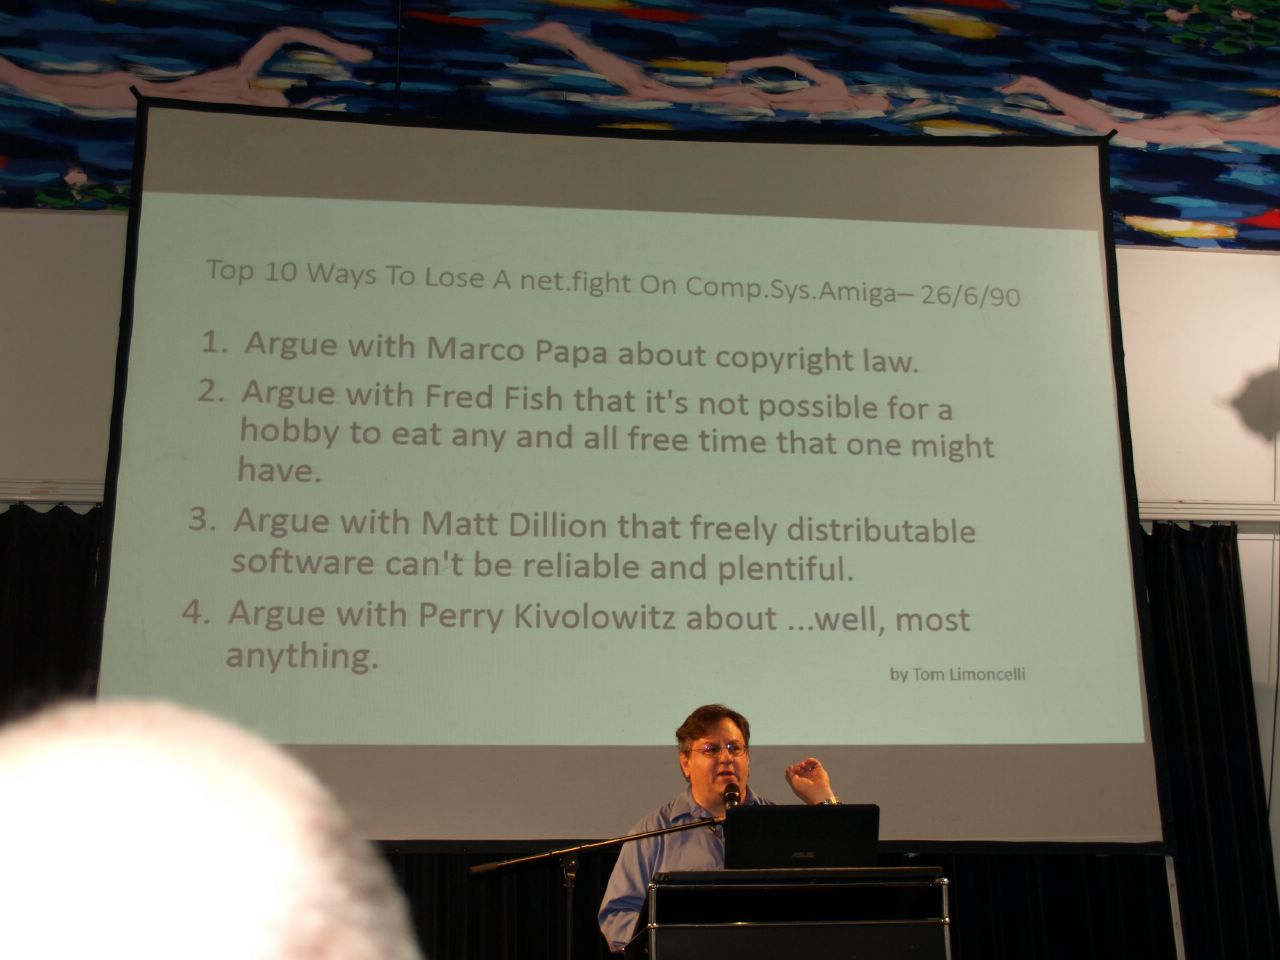 Top 10 Ways To Lose A net.fight On Comp.Sys.Amiga– 26/6/90
1. Argue with Marco Papa about copyright law.
2. Argue with Fred Fish that it's not possible for a
hobby to eat any and all free time that one might
have.
3. Argue with Matt Dillion that freely distributable
software can't be reliable and plentiful.
4. Argue with Perry Kivolowitz about ...well, most
anything.
by Tom Limoncelli
ASUS